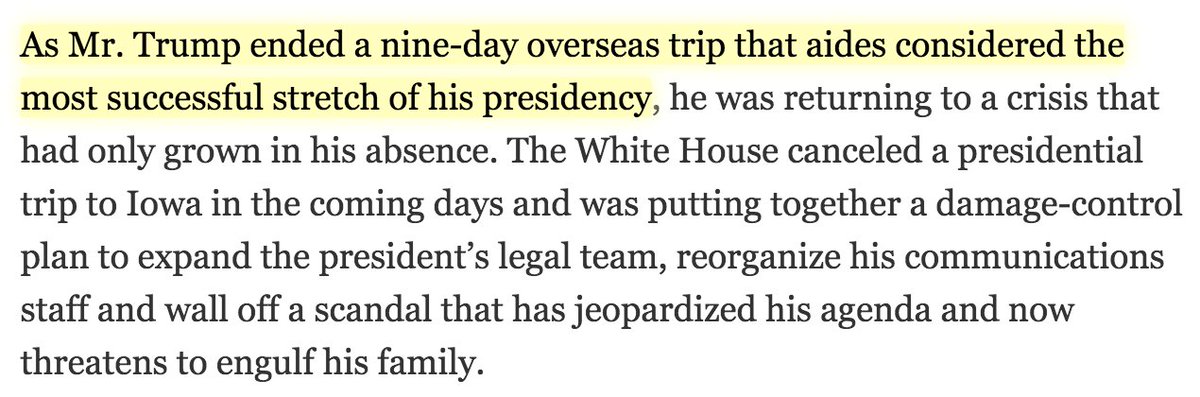 As Mr. Trump ended a nine-day overseas trip that aides considered the
most successful stretch of his presidency, he was returning to a crisis that
had only grown in his absence. The White House canceled a presidential
trip to Iowa in the coming days and was putting together a damage-control
plan to expand the president’s legal team, reorganize his communications
staff and wall off a scandal that has jeopardized his agenda and now
threatens to engulf his family.